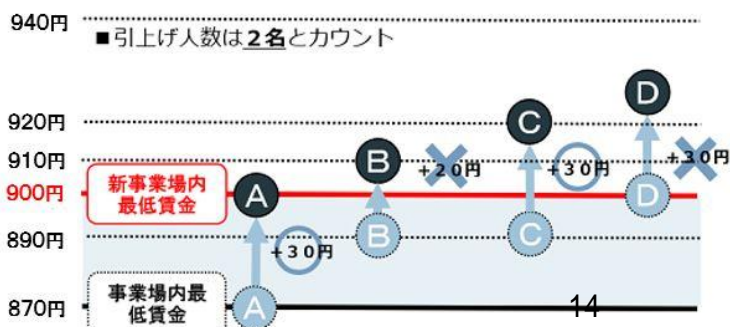 940円
■引上げ人数は2名とカウント
D
920円
C
910円
B
+20円
+30円
+30円
900円
新事業場内
最低賃金
A
D
890円
B
C
+30円
870円
事業場内最
低賃金
A
14